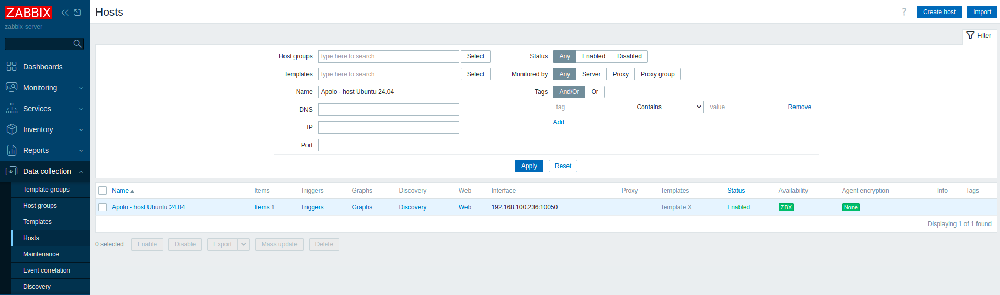 ZABBIX
zabbix-server
Dashboards
Monitoring
Services
Inventory
Reports
Data collection
Template groups
Host groups
Templates
Hosts
Maintenance
Event correlation
Discovery
Hosts
? Create host Import
Filter
Host groups type here to search Select
Templates type here to search Select
Name Apolo - host Ubuntu 24.04
DNS
IP
Port
Status Any Enabled Disabled
Monitored by Any Server Proxy Proxy group
Tags And/Or Or
tag Contains value Remove
Add
Apply Reset
Name Items Triggers Graphs Discovery Web Interface Proxy Templates Status Availability Agent encryption Info Tags
Apolo - host Ubuntu 24.04 Items 1 Triggers Graphs Discovery Web 192.168.100.236:10050 Template X Enabled ZBX None
Displaying 1 of 1 found
0 selected Enable Disable Export Mass update Delete